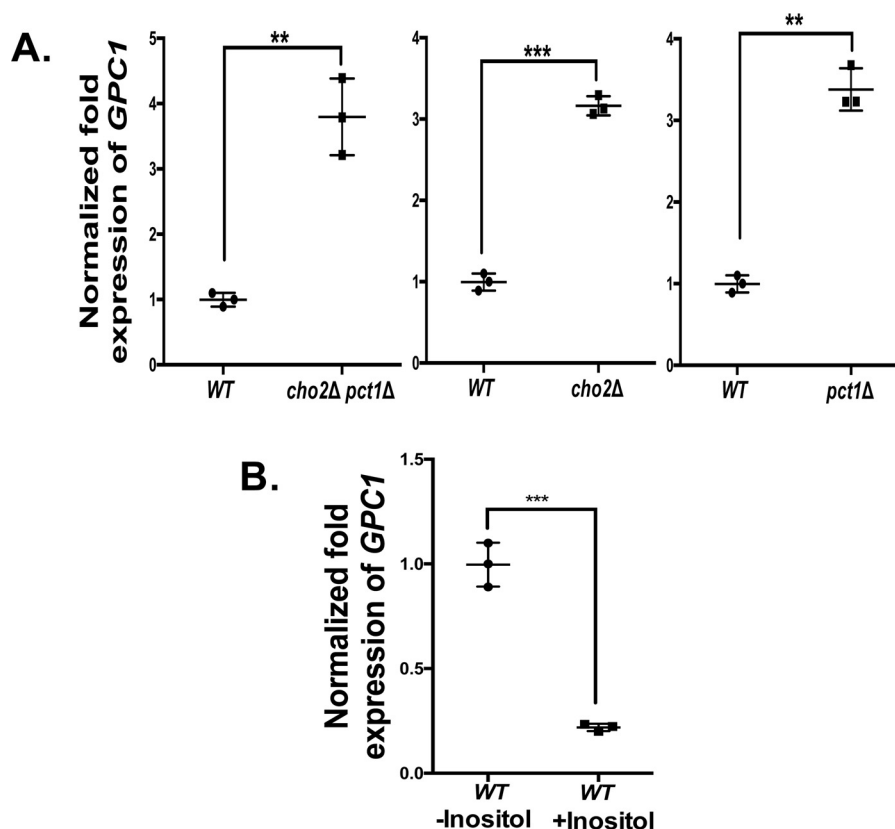 A.
Normalized fold
expression of GPC1
5
4
3
2
1
0
**
WT
cho2Δ pct1Δ
4
3
2
1
0
***
WT
cho2Δ
4
3
2
1
0
**
WT
pct1Δ
B.
Normalized fold
expression of GPC1
1.5
1.0
0.5
0.0
***
WT
-Inositol
WT
+Inositol